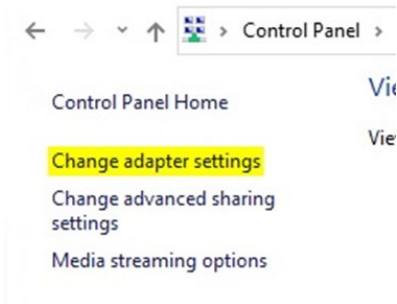 Control Panel
Control Panel Home
Change adapter settings
Change advanced sharing
settings
Media streaming options